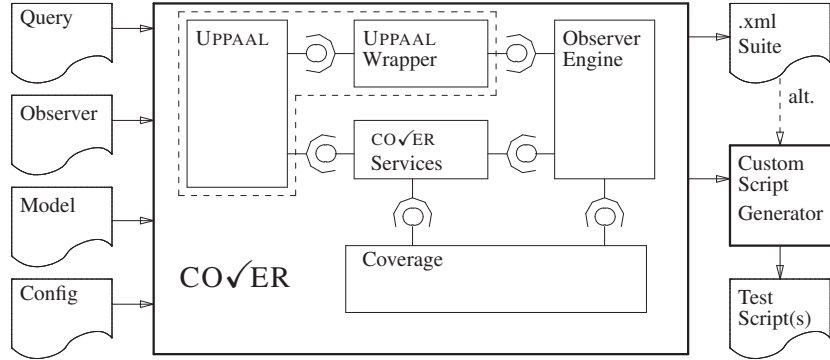 Query
Observer
Model
Config
UPPAAL
UPPAAL
Wrapper
Observer
Engine
CO✓ER
Services
Coverage
CO✓ER
.xml
Suite
alt.
Custom
Script
Generator
Test
Script(s)